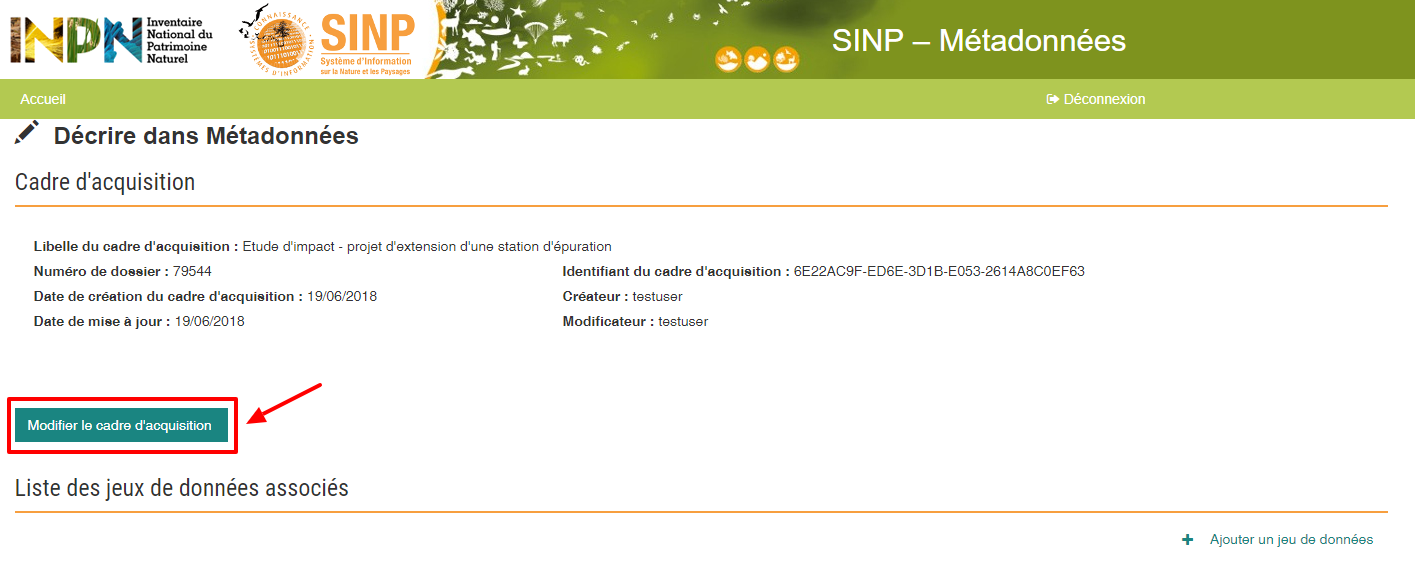 INPN
Inventaire
National du
Patrimoine
Naturel
SINP
Système d'Information
sur la Nature et les Paysages
SINP – Métadonnées
Accueil
Déconnexion
Décrire dans Métadonnées
Cadre d'acquisition
Libelle du cadre d'acquisition : Etude d'impact - projet d'extension d'une station d'épuration
Numéro de dossier : 79544
Identifiant du cadre d'acquisition : 6E22AC9F-ED6E-3D1B-E053-2614A8C0EF63
Date de création du cadre d'acquisition : 19/06/2018
Créateur : testuser
Date de mise à jour : 19/06/2018
Modificateur : testuser
Modifier le cadre d'acquisition
Liste des jeux de données associés
+ Ajouter un jeu de données